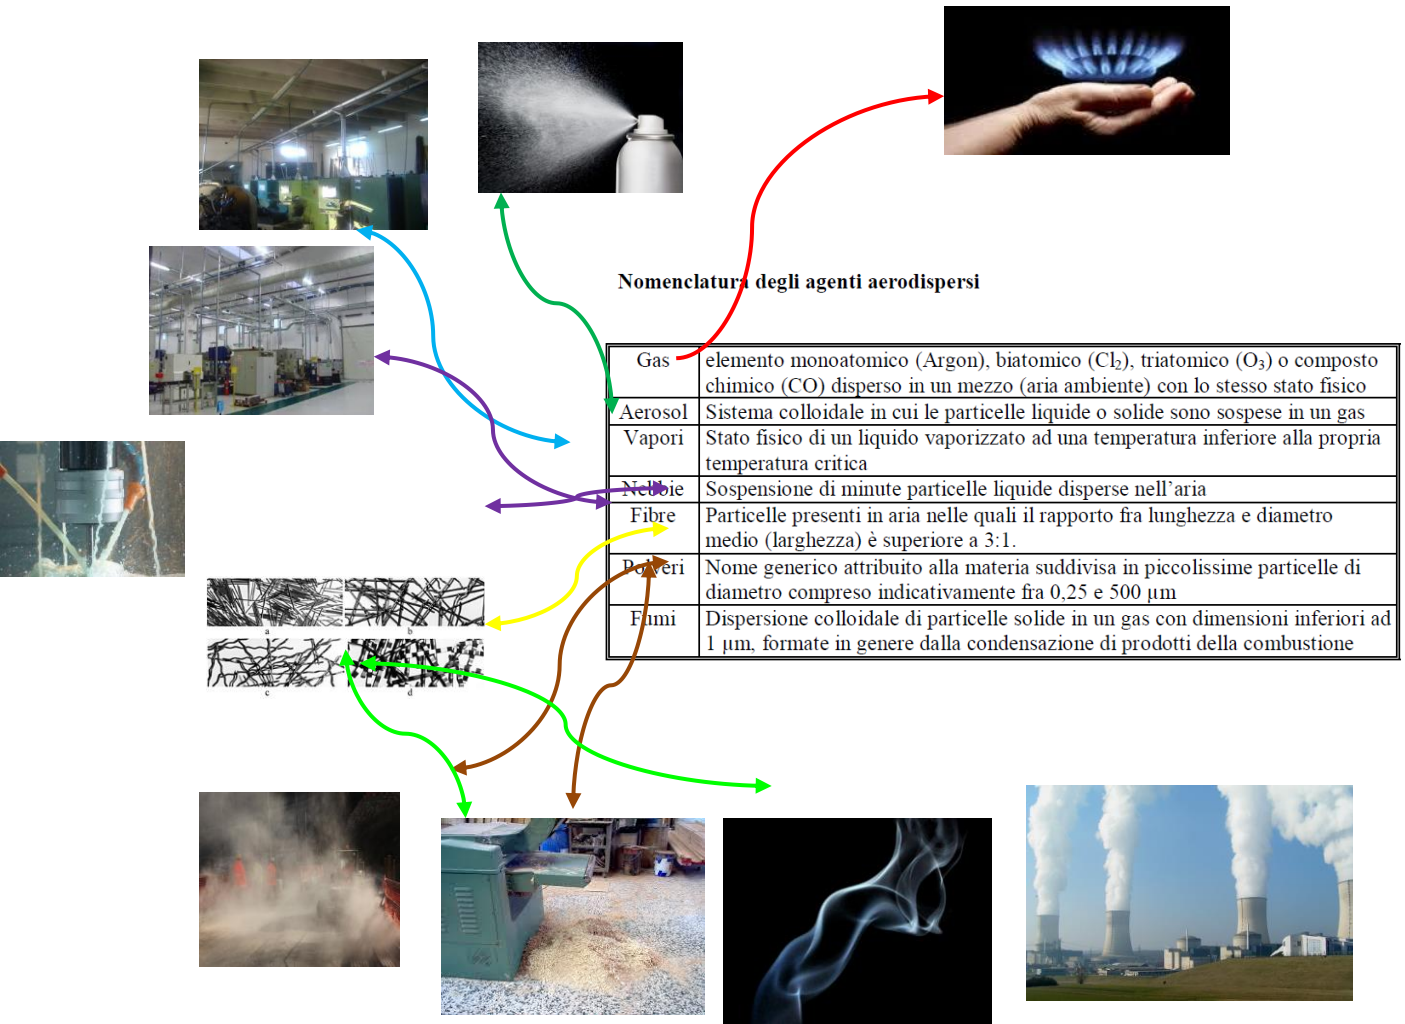 Nomenclatura degli agenti aerodispersi
Gas
elemento monoatomico (Argon), biatomico (Cl₂), triatomico (O₃) o composto
chimico (CO) disperso in un mezzo (aria ambiente) con lo stesso stato fisico
Aerosol
Sistema colloidale in cui le particelle liquide o solide sono sospese in un gas
Vapori
Stato fisico di un liquido vaporizzato ad una temperatura inferiore alla propria
temperatura critica
Nebbie
Sospensione di minute particelle liquide disperse nell'aria
Fibre
Particelle presenti in aria nelle quali il rapporto fra lunghezza e diametro
medio (larghezza) è superiore a 3:1.
Polveri
Nome generico attribuito alla materia suddivisa in piccolissime particelle di
diametro compreso indicativamente fra 0,25 e 500 µm
Fumi
Dispersione colloidale di particelle solide in un gas con dimensioni inferiori ad
1 µm, formate in genere dalla condensazione di prodotti della combustione
a
b
c
d